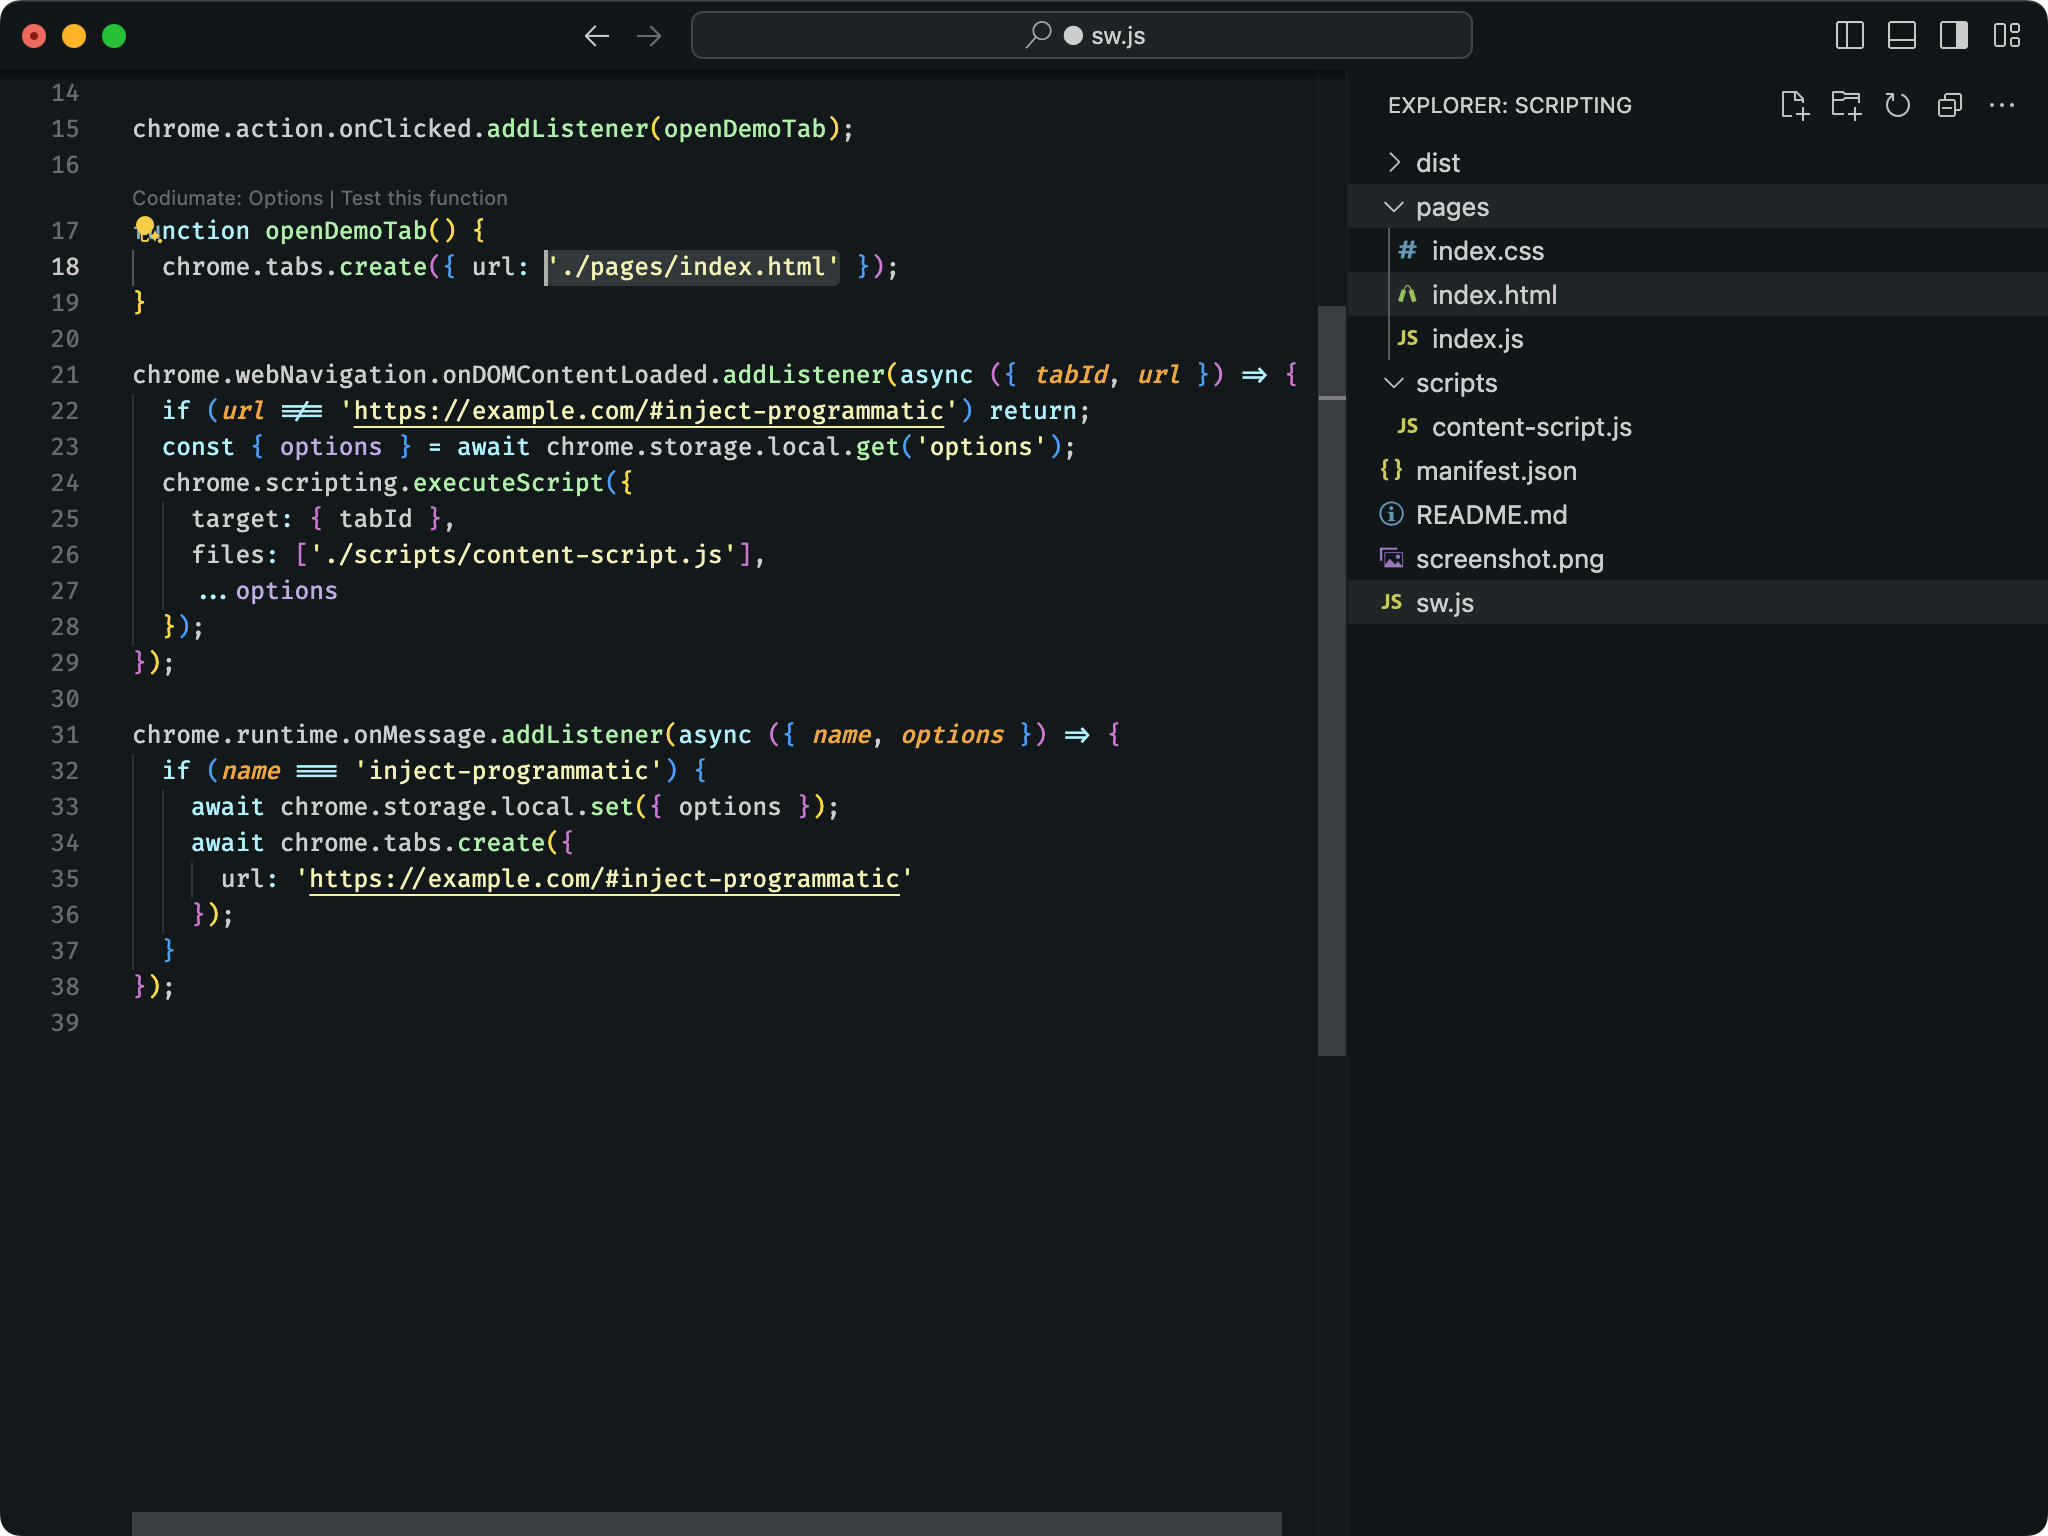 sw.js
14
15 chrome.action.onClicked.addListener(openDemoTab);
16
Codiumate: Options | Test this function
17 function openDemoTab() {
18   chrome.tabs.create({ url: './pages/index.html' });
19 }
20
21 chrome.webNavigation.onDOMContentLoaded.addListener(async ({ tabId, url }) => {
22   if (url !== 'https://example.com/#inject-programmatic') return;
23   const { options } = await chrome.storage.local.get('options');
24   chrome.scripting.executeScript({
25     target: { tabId },
26     files: ['./scripts/content-script.js'],
27     ...options
28   });
29 });
30
31 chrome.runtime.onMessage.addListener(async ({ name, options }) => {
32   if (name === 'inject-programmatic') {
33     await chrome.storage.local.set({ options });
34     await chrome.tabs.create({
35       url: 'https://example.com/#inject-programmatic'
36     });
37   }
38 });
39
EXPLORER: SCRIPTING
dist
pages
# index.css
index.html
JS index.js
scripts
JS content-script.js
{} manifest.json
README.md
screenshot.png
JS sw.js